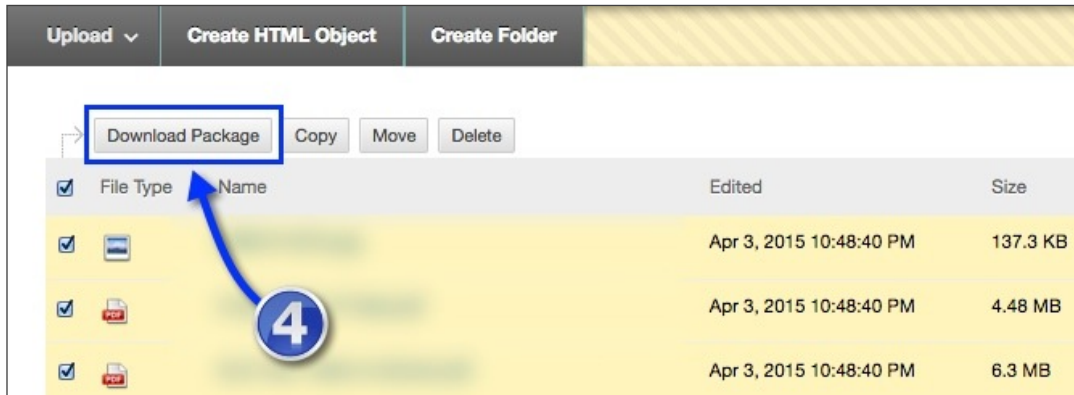 Upload Create HTML Object Create Folder
Download Package Copy Move Delete
File Type Name Edited Size
Apr 3, 2015 10:48:40 PM 137.3 KB
PDF Apr 3, 2015 10:48:40 PM 4.48 MB
4
PDF Apr 3, 2015 10:48:40 PM 6.3 MB